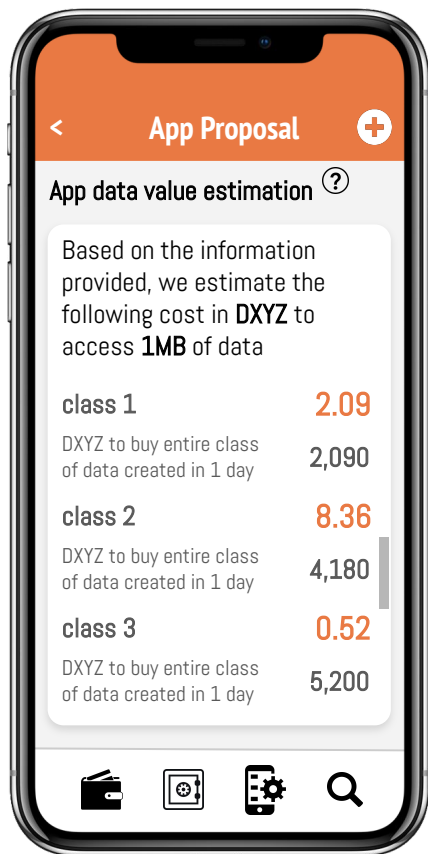 < App Proposal
App data value estimation ?
Based on the information
provided, we estimate the
following cost in DXYZ to
access 1MB of data
class 1 2.09
DXYZ to buy entire class
of data created in 1 day 2,090
class 2 8.36
DXYZ to buy entire class
of data created in 1 day 4,180
class 3 0.52
DXYZ to buy entire class
of data created in 1 day 5,200